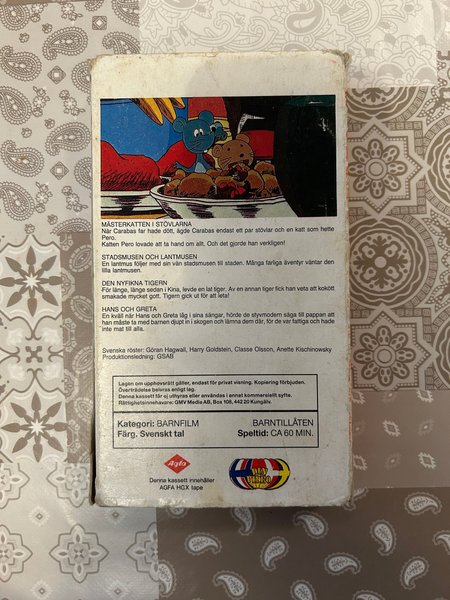 MÄSTERKATTEN I STÖVLARNA
När Carabas far hade dött, ägde Carabas endast ett par stövlar och en katt som hette
Pero.
Katten Pero lovade att ta hand om allt. Och det gjorde han verkligen!
STADSMUSEN OCH LANTMUSEN
En lantmus följer med sin vän stadsmusen till staden. Många farliga äventyr väntar den
lilla lantmusen.
DEN NYFIKNA TIGERN
För länge, länge sedan i Kina, levde en lat tiger. Av en annan tiger fick han veta att kokött
smakade mycket gott. Tigern gick ut för att leta!
HANS OCH GRETA
En kväll när Hans och Greta låg i sina sängar, hörde de styvmodern säga till pappan att
han måste ta med barnen djupt in i skogen och lämna dem där, för de var fattiga och hade
inte mat till alla.
Svenska röster: Göran Hagwall, Harry Goldstein, Classe Olsson, Anette Kischinowsky
Produktionsledning: GSAB
Lagen om upphovsrätt gäller, endast för privat visning. Kopiering förbjuden.
Överträdelse beivras enligt lag.
Denna kassett får ej uthyras eller användas i annat kommersiellt syfte.
Rättighetsinnehavare: GMV Media AB, Box 108, 442 20 Kungälv.
Kategori: BARNFILM BARNTILLÅTEN
Färg. Svenskt tal Speltid: CA 60 MIN.
Agfa
Denna kassett innehåller
AGFA HGX tape